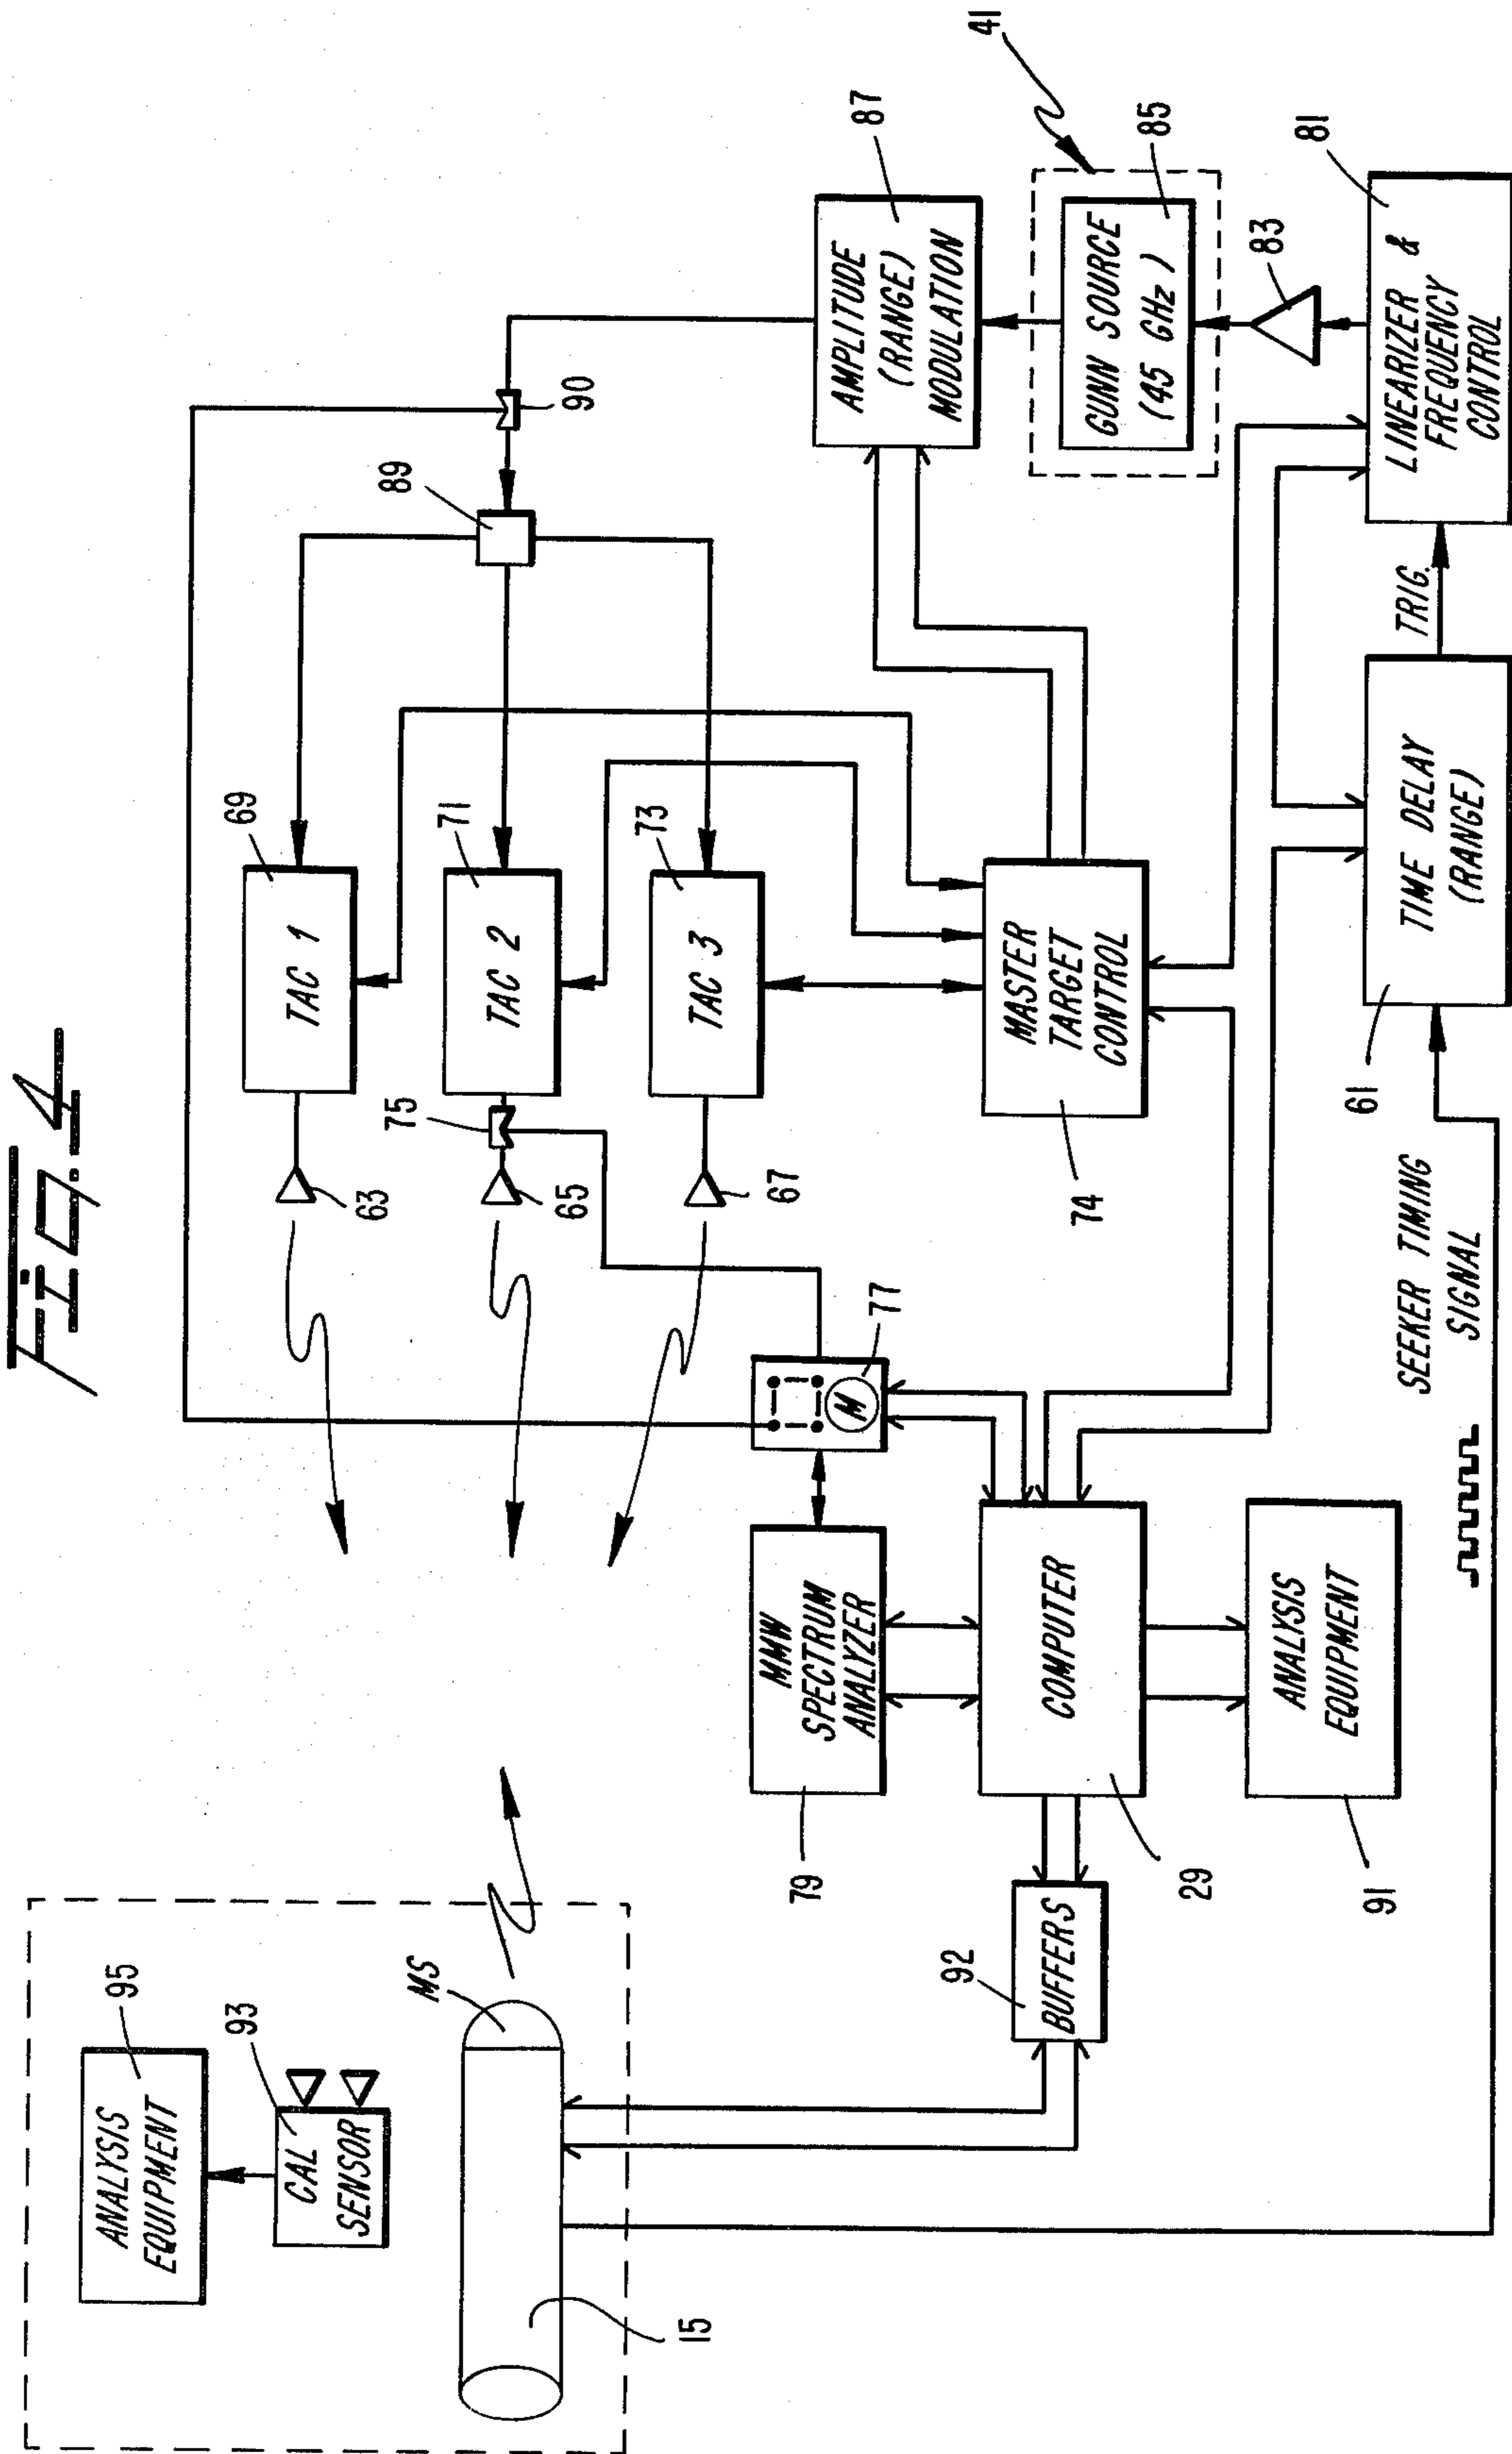 FIG. 4
95
ANALYSIS
EQUIPMENT
93
CAL
SENSOR
MS
15
63
65
67
75
69
TAC 1
71
TAC 2
73
TAC 3
89
90
87
AMPLITUDE
(RANGE)
MODULATION
41
GUNN SOURCE
(45 GHz)
85
83
81
LINEARIZER &
FREQUENCY
CONTROL
TRIG.
TIME DELAY
(RANGE)
61
MASTER
TARGET
CONTROL
74
M
77
MMW
SPECTRUM
ANALYZER
79
COMPUTER
29
BUFFERS
92
ANALYSIS
EQUIPMENT
91
SEEKER TIMING
SIGNAL